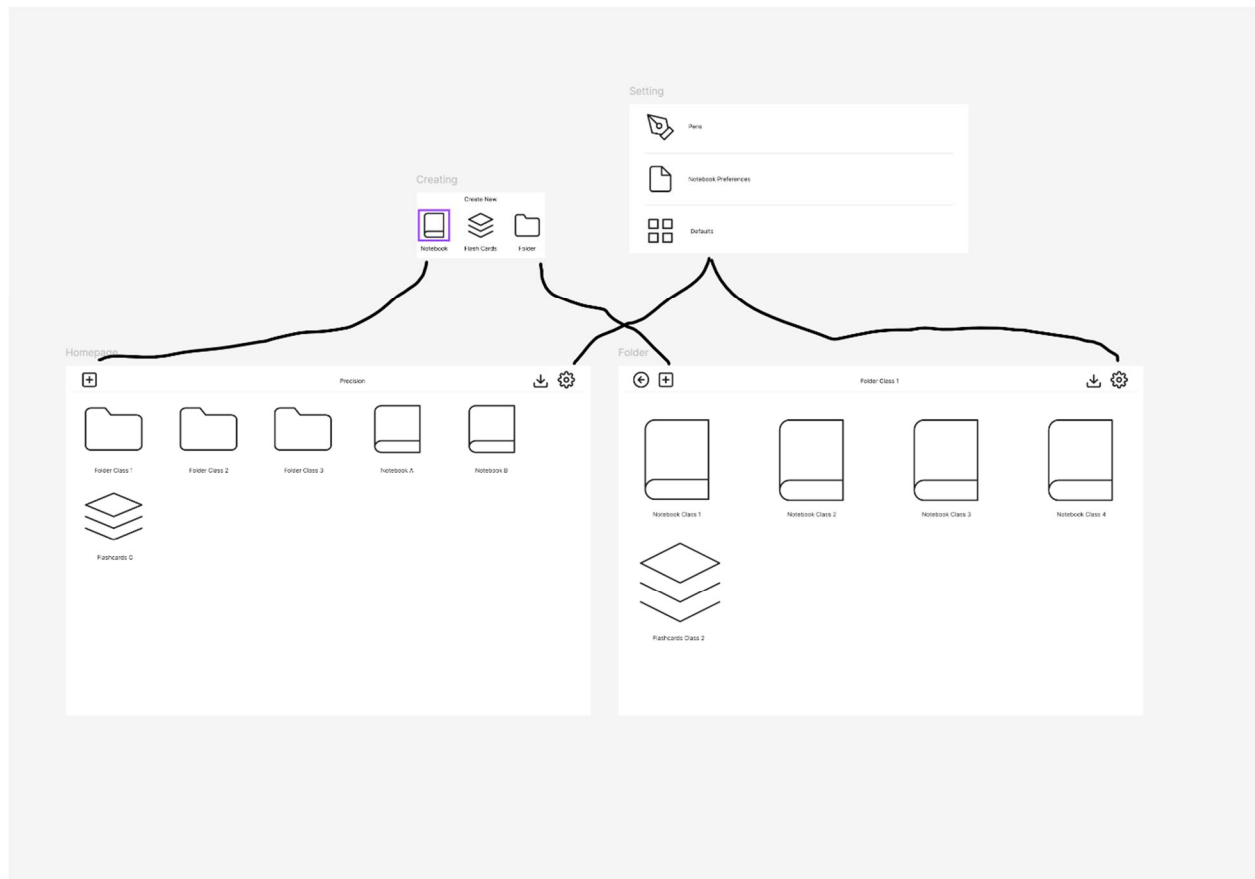 Setting
Pens
Notebook Preferences
Defaults
Creating
Create New
Notebook
Flash Cards
Folder
Homepage
Precision
Folder Class 1
Folder Class 2
Folder Class 3
Notebook A
Notebook B
Flashcards C
Folder
Folder Class 1
Notebook Class 1
Notebook Class 2
Notebook Class 3
Notebook Class 4
Flashcards Class 2